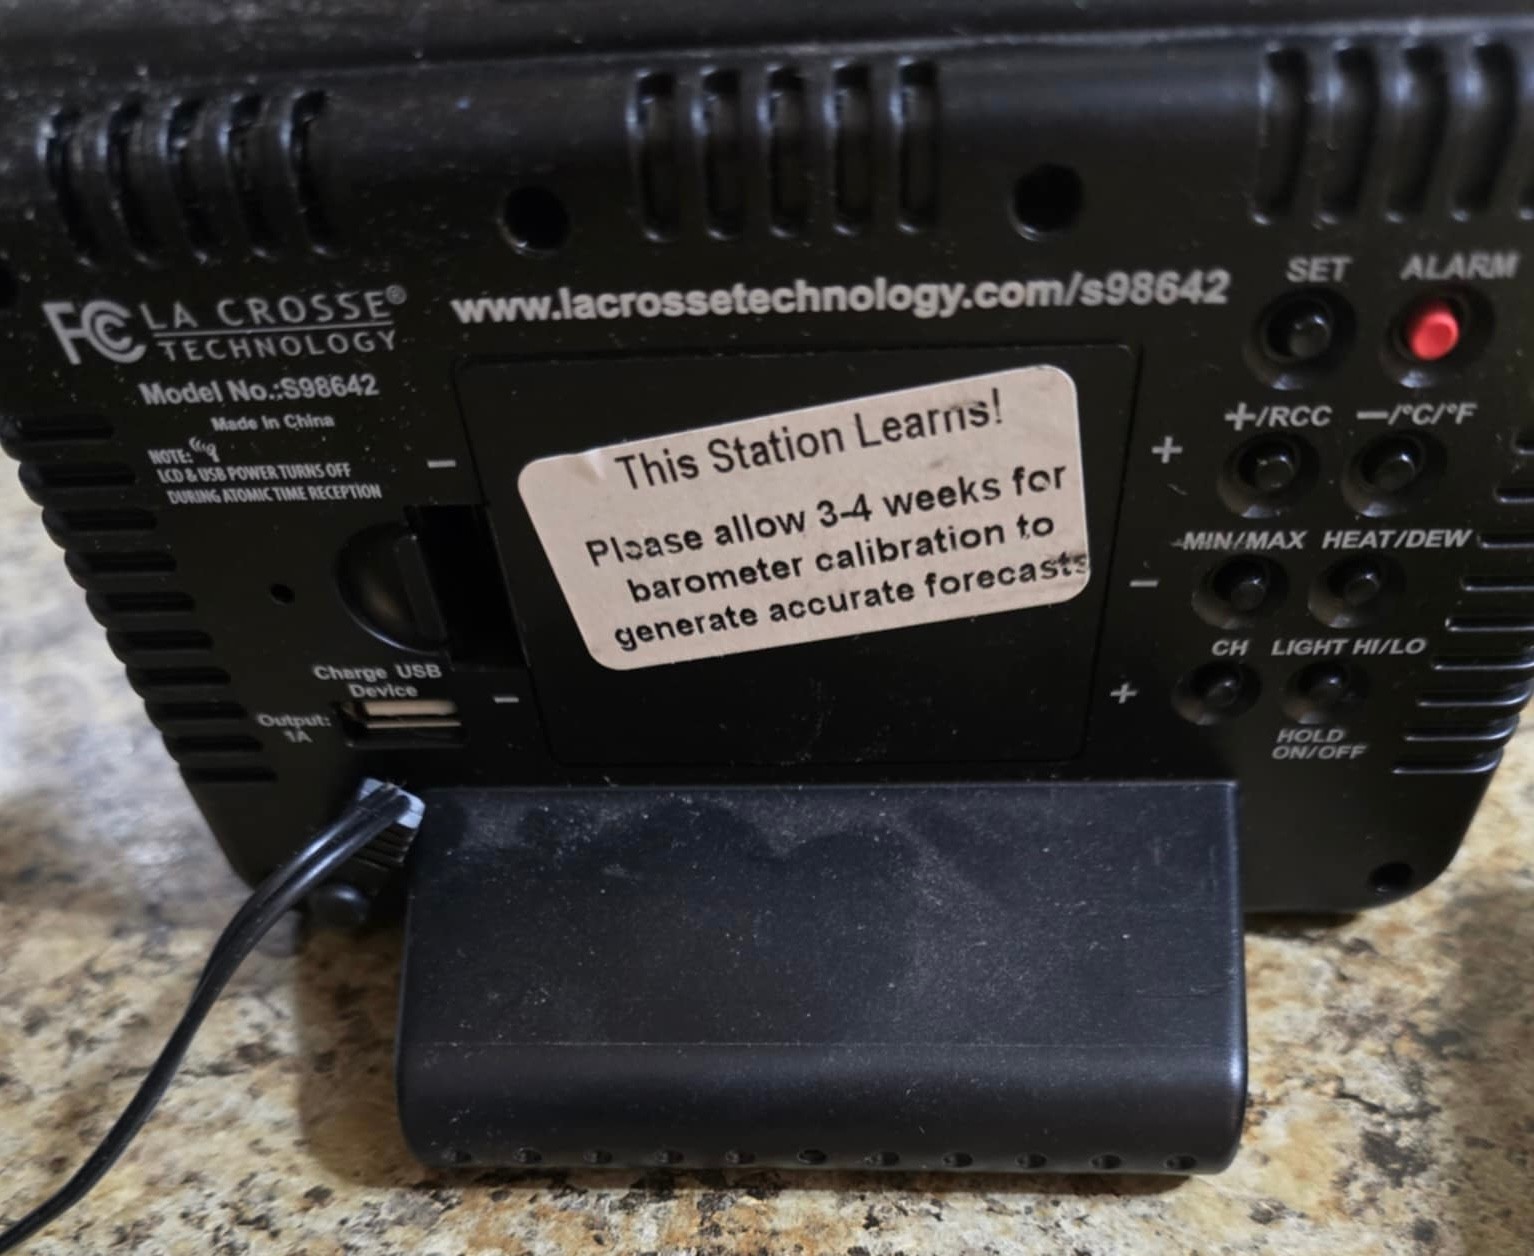 FC LA CROSSE®
TECHNOLOGY
Model No.:S98642
Made in China
NOTE:
LCD & USB POWER TURNS OFF
DURING ATOMIC TIME RECEPTION
www.lacrossetechnology.com/s98642
This Station Learns!
Please allow 3-4 weeks for
barometer calibration to
generate accurate forecasts
Charge USB
Device
Output:
1A
SET ALARM
+/RCC —/°C/°F
MIN/MAX HEAT/DEW
CH LIGHT HI/LO
HOLD
ON/OFF